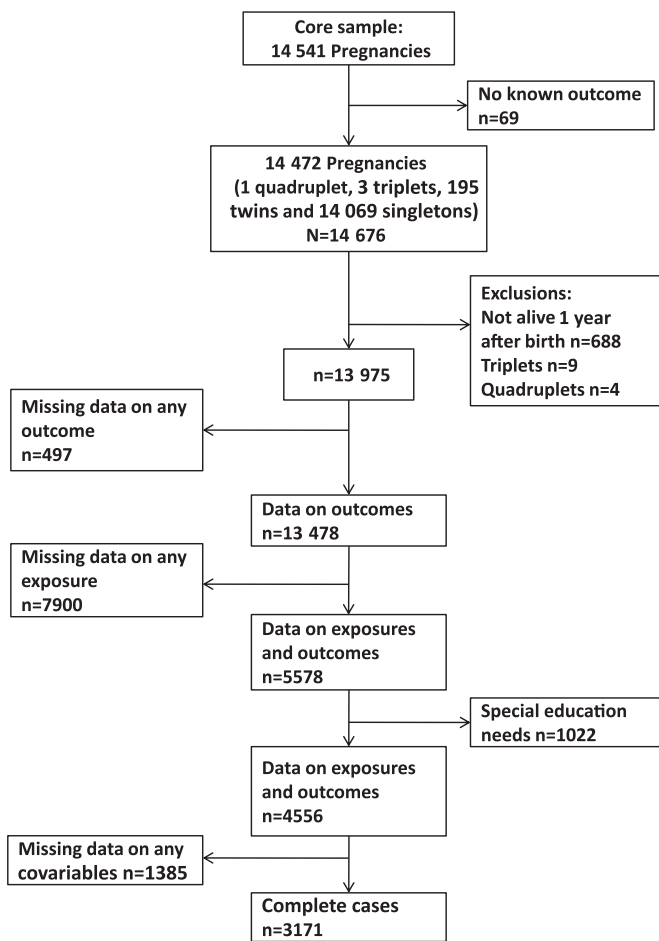 Core sample:
14 541 Pregnancies
No known outcome
n=69
14 472 Pregnancies
(1 quadruplet, 3 triplets, 195
twins and 14 069 singletons)
N=14 676
Exclusions:
Not alive 1 year
after birth n=688
Triplets n=9
Quadruplets n=4
n=13 975
Missing data on any
outcome
n=497
Data on outcomes
n=13 478
Missing data on any
exposure
n=7900
Data on exposures
and outcomes
n=5578
Special education
needs n=1022
Data on exposures
and outcomes
n=4556
Missing data on any
covariables n=1385
Complete cases
n=3171